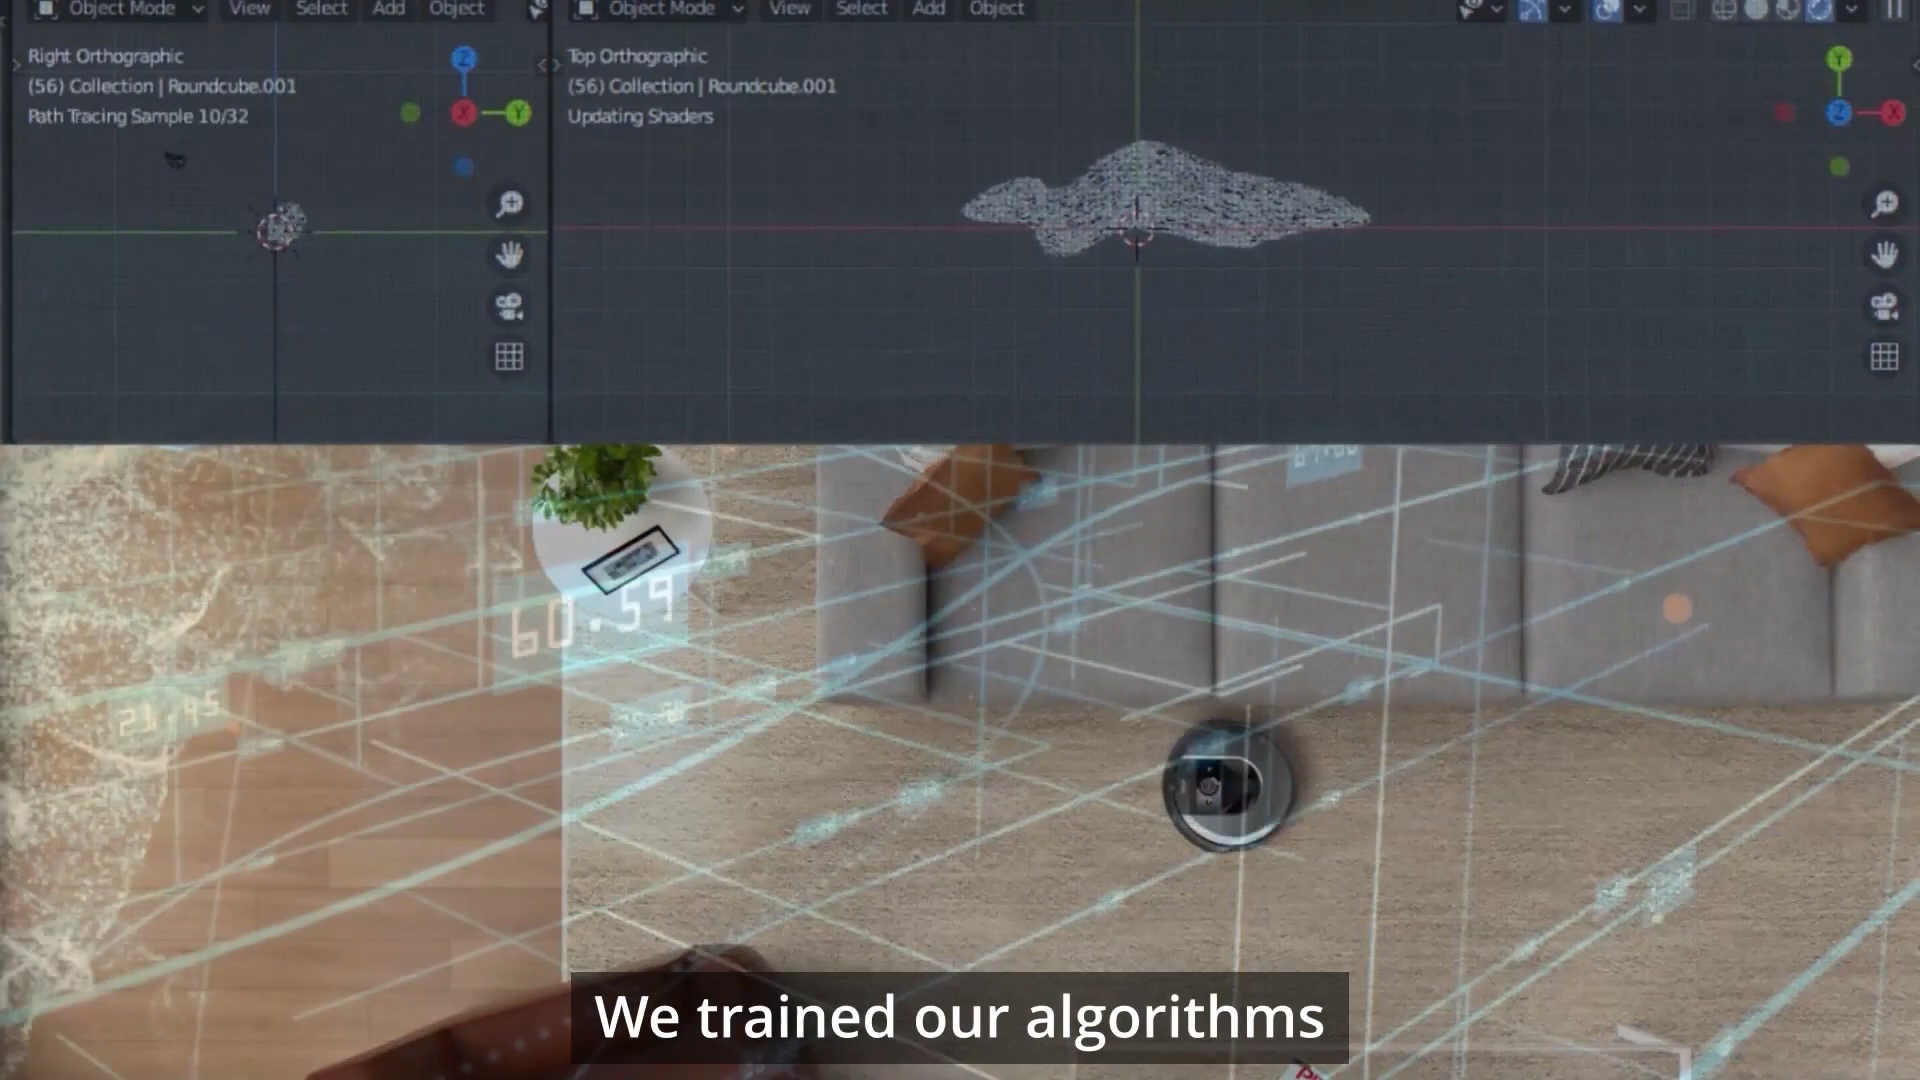 Object Mode View Select Add Object
Object Mode View Select Add Object
Right Orthographic
(56) Collection | Roundcube.001
Path Tracing Sample 10/32
Z
X
Y
Top Orthographic
(56) Collection | Roundcube.001
Updating Shaders
Y
Z
X
60.59
21.95
We trained our algorithms